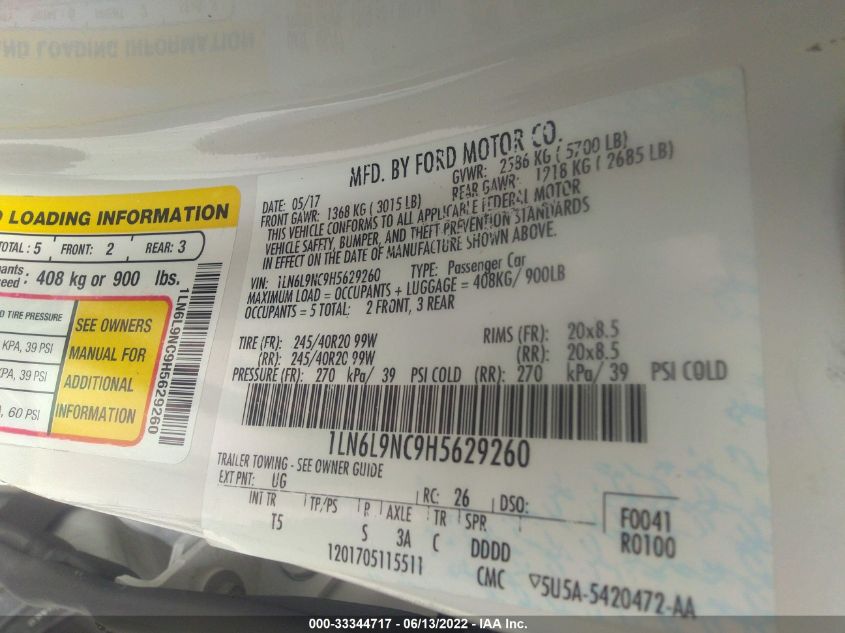 ND LOADING INFORMATION
O LOADING INFORMATION
TOTAL: 5 FRONT: 2 REAR: 3
408 kg or 900 lbs.
D TIRE PRESSURE
KPA, 39 PSI
KPA, 39 PSI
60 PSI
SEE OWNERS
MANUAL FOR
ADDITIONAL
INFORMATION
1LN6L9NC9H5629260
MFD. BY FORD MOTOR CO.
DATE: 05/17 GVWR: 2586 KG ( 5700 LB)
FRONT GAWR: 1368 KG ( 3015 LB) REAR GAWR: 1218 KG ( 2685 LB)
THIS VEHICLE CONFORMS TO ALL APPLICABLE FEDERAL MOTOR
VEHICLE SAFETY, BUMPER, AND THEFT PREVENTION STANDARDS
IN EFFECT ON THE DATE OF MANUFACTURE SHOWN ABOVE.
VIN: 1LN6L9NC9H5629260 TYPE: Passenger Car
MAXIMUM LOAD = OCCUPANTS + LUGGAGE = 408KG/ 900LB
OCCUPANTS = 5 TOTAL: 2 FRONT, 3 REAR
TIRE (FR): 245/40R20 99W RIMS (FR): 20x8.5
(RR): 245/40R20 99W (RR): 20x8.5
PRESSURE (FR): 270 kPa/ 39 PSI COLD (RR): 270 kPa/ 39 PSI COLD
1LN6L9NC9H5629260
TRAILER TOWING - SEE OWNER GUIDE
EXT PNT: UG RC: 26 DSO:
INT TR TP/PS R AXLE TR SPR F0041
T5 S 3A C DDDD R0100
1201705115511 CMC ▽5U5A-5420472-AA
000-33344717 - 06/13/2022 - IAA Inc.